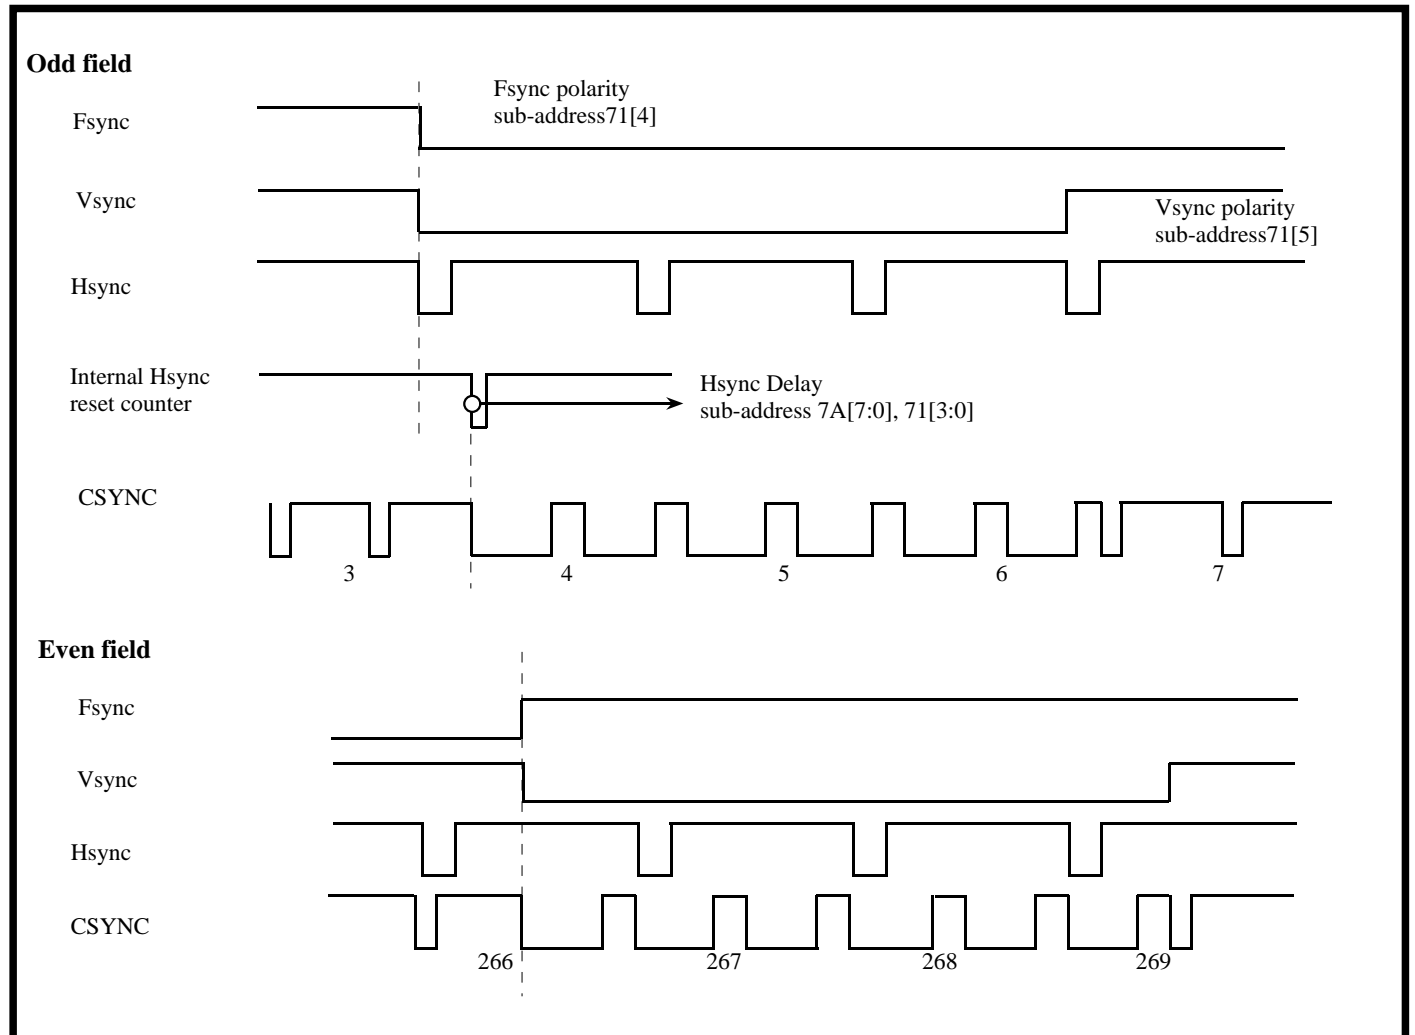 Odd field
Fsync
Fsync polarity
sub-address71[4]
Vsync
Vsync polarity
sub-address71[5]
Hsync
Internal Hsync
reset counter
Hsync Delay
sub-address 7A[7:0], 71[3:0]
CSYNC
3 4 5 6 7
Even field
Fsync
Vsync
Hsync
CSYNC
266 267 268 269